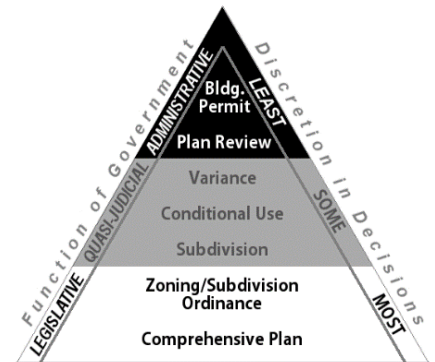 Function of Government
Discretion in Decisions
ADMINISTRATIVE
LEAST
Bldg.
Permit
Plan Review
QUASI-JUDICIAL
SOME
Variance
Conditional Use
Subdivision
LEGISLATIVE
MOST
Zoning/Subdivision
Ordinance
Comprehensive Plan